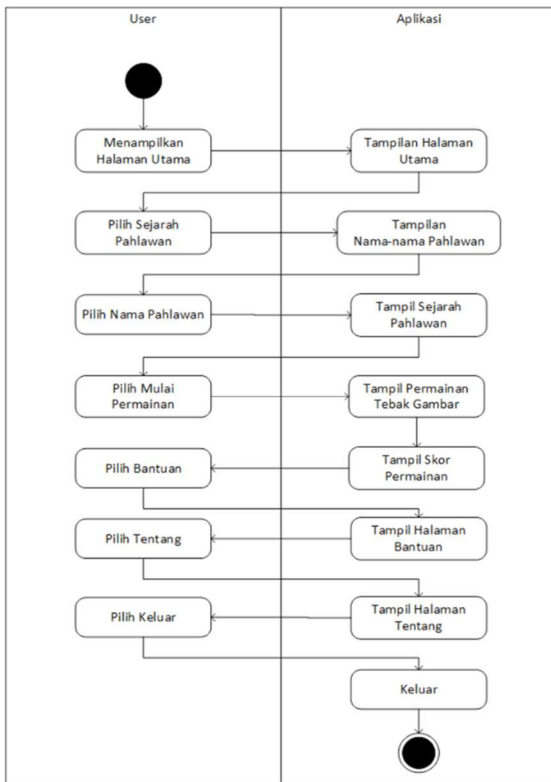 User
Aplikasi
Menampilkan
Halaman Utama
Tampilan Halaman
Utama
Pilih Sejarah
Pahlawan
Tampilan
Nama-nama Pahlawan
Pilih Nama Pahlawan
Tampil Sejarah
Pahlawan
Pilih Mulai
Permainan
Tampil Permainan
Tebak Gambar
Tampil Skor
Permainan
Pilih Bantuan
Tampil Halaman
Bantuan
Pilih Tentang
Tampil Halaman
Tentang
Pilih Keluar
Keluar